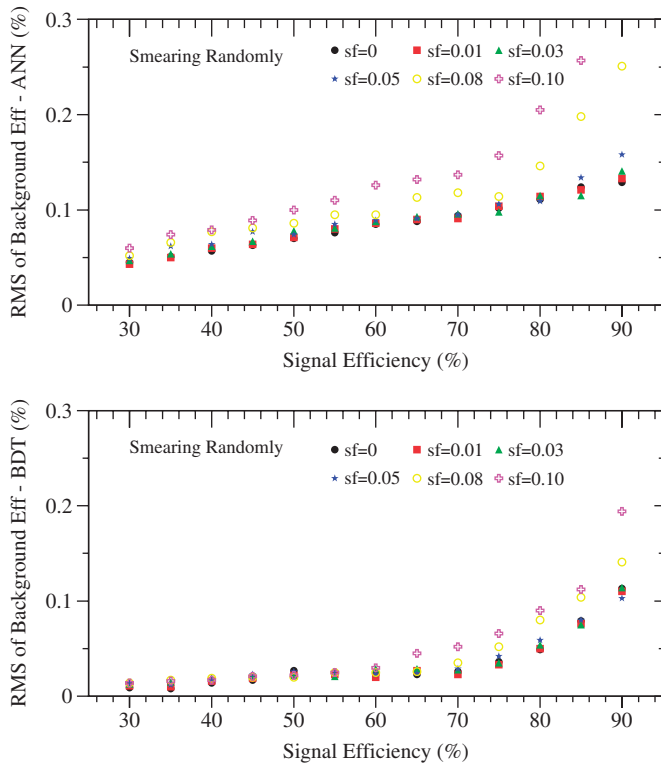 RMS of Background Eff - ANN (%)
0.3
0.2
0.1
0
Smearing Randomly
sf=0 sf=0.01 sf=0.03
sf=0.05 sf=0.08 sf=0.10
30 40 50 60 70 80 90
Signal Efficiency (%)
RMS of Background Eff - BDT (%)
0.3
0.2
0.1
0
Smearing Randomly
sf=0 sf=0.01 sf=0.03
sf=0.05 sf=0.08 sf=0.10
30 40 50 60 70 80 90
Signal Efficiency (%)